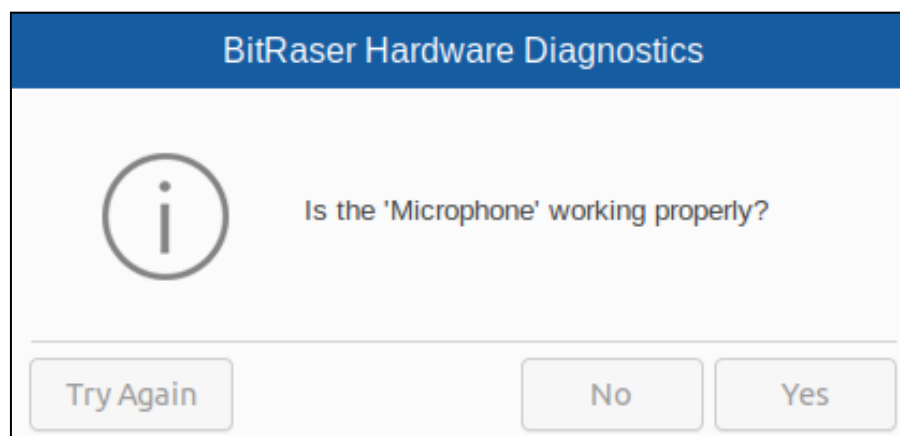 BitRaser Hardware Diagnostics
Is the 'Microphone' working properly?
Try Again No Yes